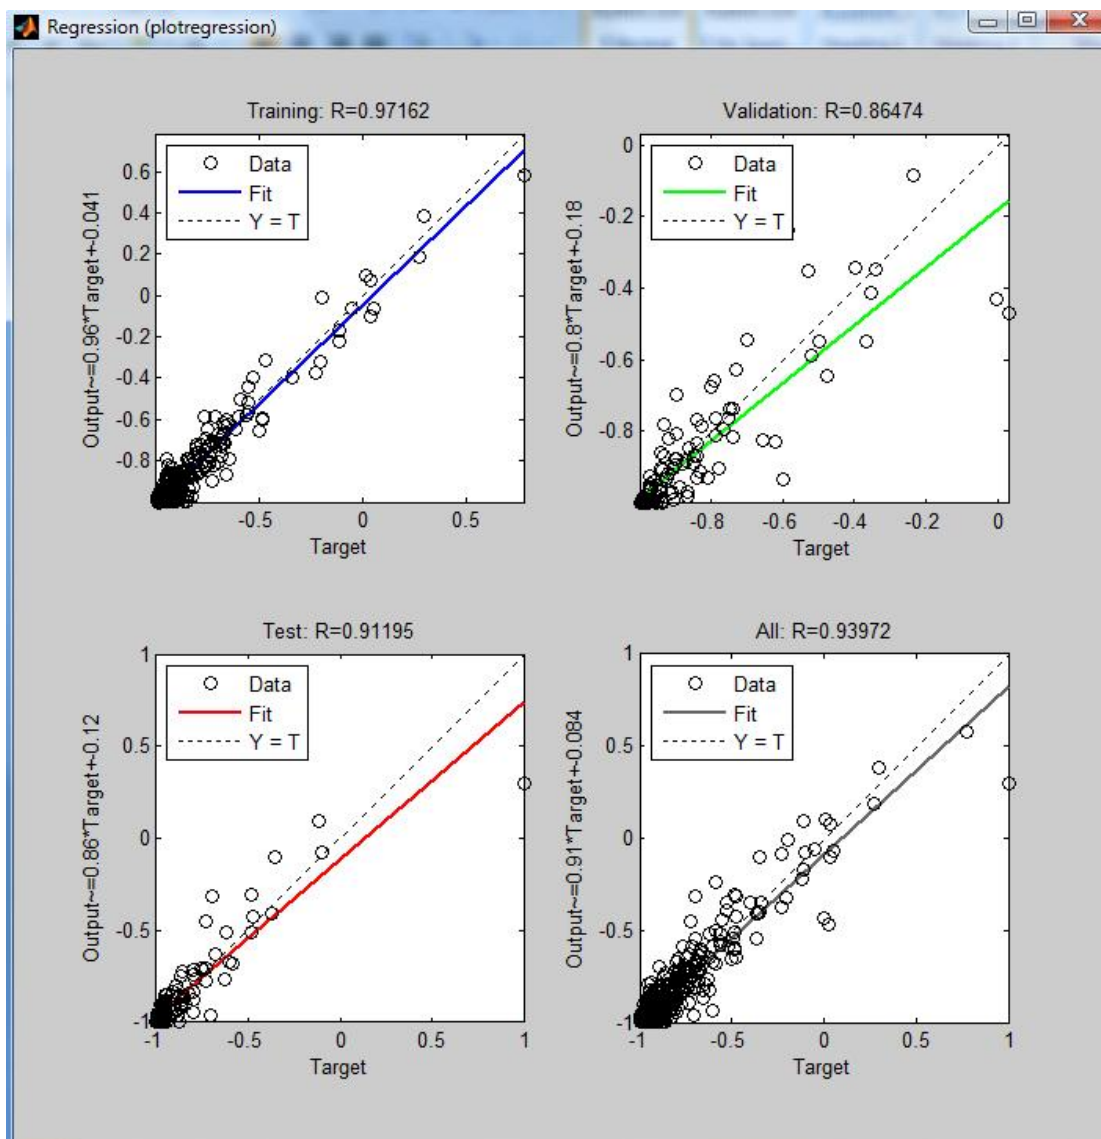 Regression (plotregression)
Training: R=0.97162
Output~=0.96*Target+-0.041
Data
Fit
Y = T
0.6
0.4
0.2
0
-0.2
-0.4
-0.6
-0.8
-0.5
0
0.5
Target
Validation: R=0.86474
Output~=0.8*Target+-0.18
Data
Fit
Y = T
0
-0.2
-0.4
-0.6
-0.8
-0.8
-0.6
-0.4
-0.2
0
Target
Test: R=0.91195
Output~=0.86*Target+-0.12
Data
Fit
Y = T
1
0.5
0
-0.5
-1
-1
-0.5
0
0.5
1
Target
All: R=0.93972
Output~=0.91*Target+-0.084
Data
Fit
Y = T
1
0.5
0
-0.5
-1
-1
-0.5
0
0.5
1
Target